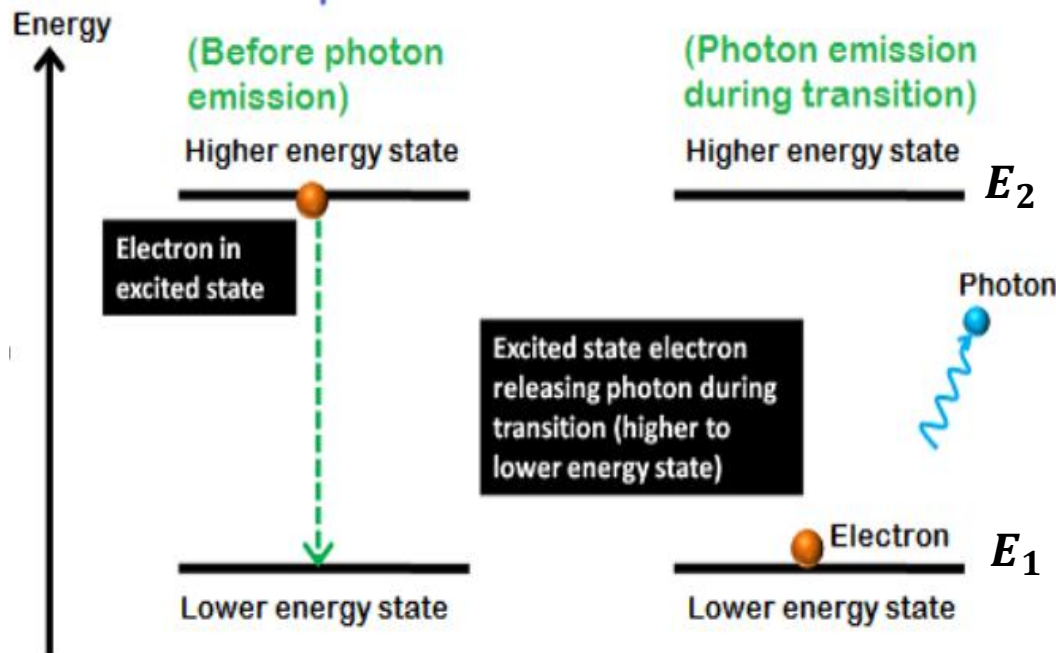 Energy
(Before photon
emission)
(Photon emission
during transition)
Higher energy state
Higher energy state
E₂
Electron in
excited state
Photon
Excited state electron
releasing photon during
transition (higher to
lower energy state)
Electron
E₁
Lower energy state
Lower energy state